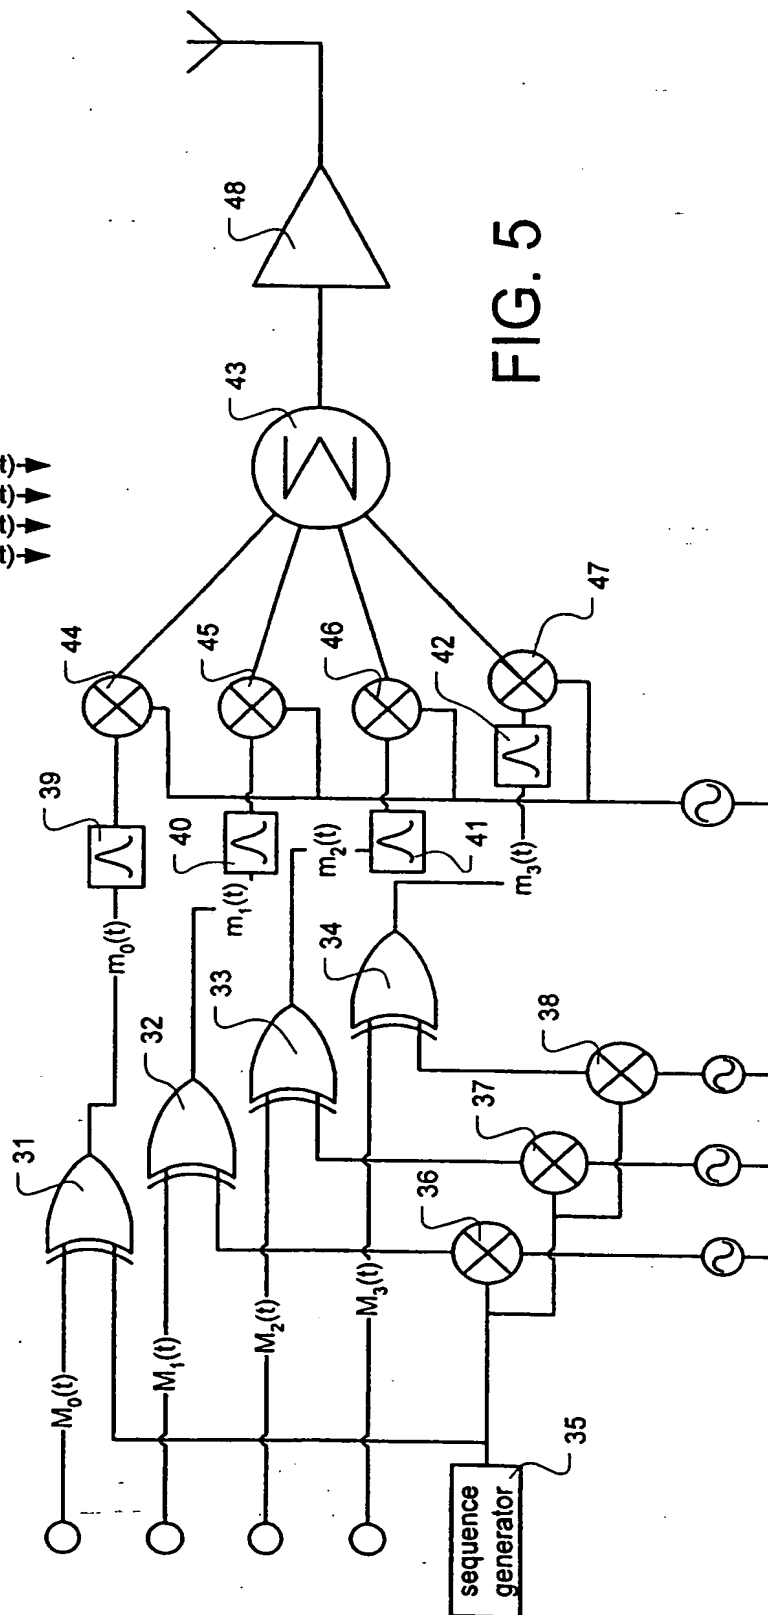 t)
t)
t)
t)
FIG. 5
48
43
Σ
44
45
46
47
42
39
40
41
m₀(t)
m₁(t)
m₂(t)
m₃(t)
31
32
33
34
36
37
38
M₀(t)
M₁(t)
M₂(t)
M₃(t)
sequence
generator
35